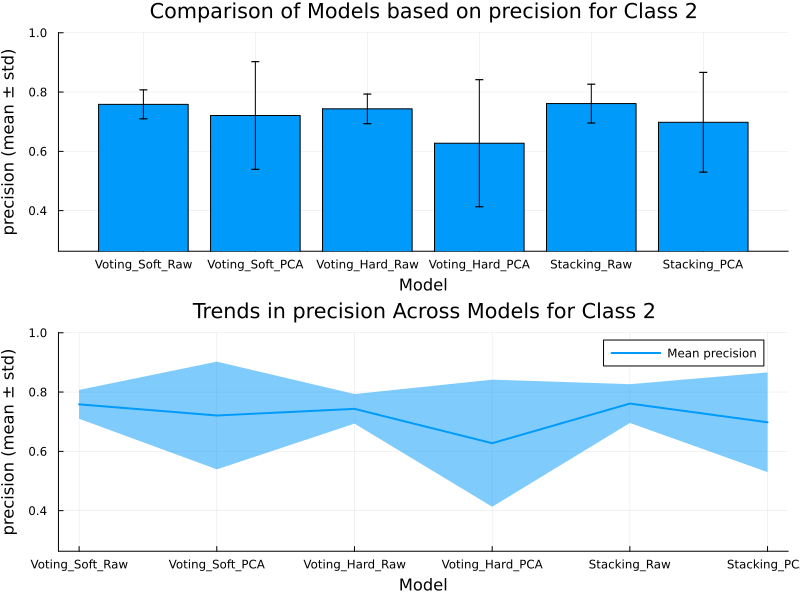 Comparison of Models based on precision for Class 2
precision (mean ± std)
1.0
0.8
0.6
0.4
Voting_Soft_Raw Voting_Soft_PCA Voting_Hard_Raw Voting_Hard_PCA Stacking_Raw Stacking_PCA
Model
Trends in precision Across Models for Class 2
precision (mean ± std)
1.0
Mean precision
0.8
0.6
0.4
Voting_Soft_Raw Voting_Soft_PCA Voting_Hard_Raw Voting_Hard_PCA Stacking_Raw Stacking_PC
Model